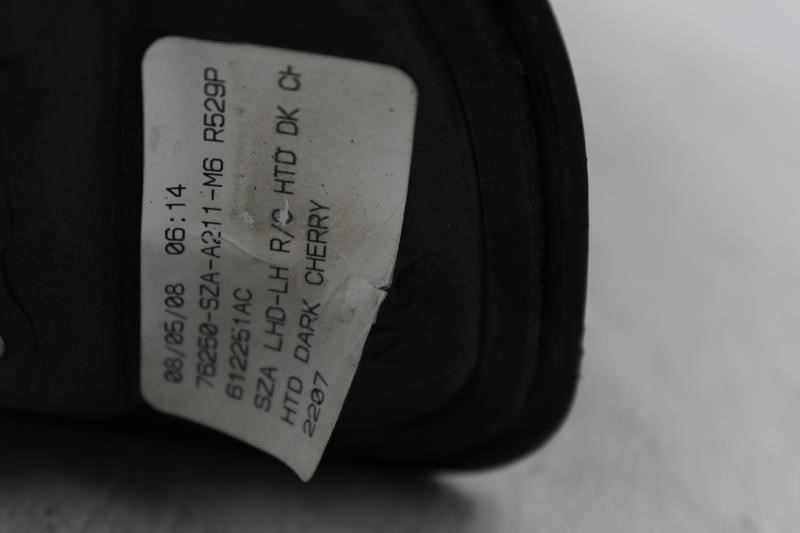 08/05/08 06:14
76250-SZA-A211-M6 R529P
612251AC
SZA LHD-LH R/C HTD DK CH
HTD DARK CHERRY
2207